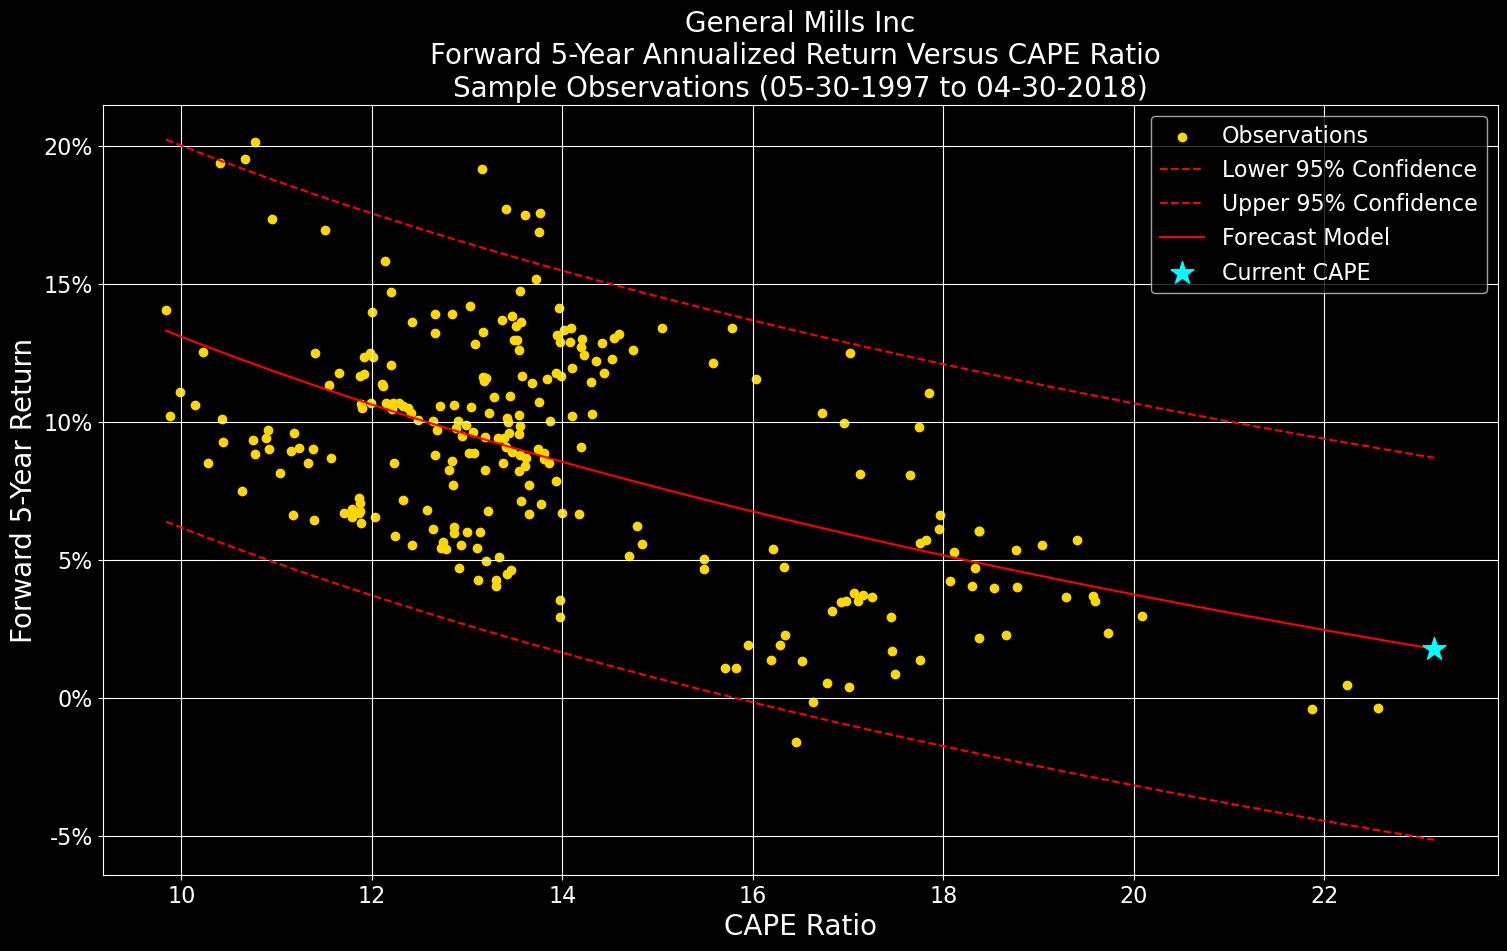 General Mills Inc
Forward 5-Year Annualized Return Versus CAPE Ratio
Sample Observations (05-30-1997 to 04-30-2018)
Observations
Lower 95% Confidence
Upper 95% Confidence
Forecast Model
Current CAPE
Forward 5-Year Return
20%
15%
10%
5%
0%
-5%
10 12 14 16 18 20 22
CAPE Ratio